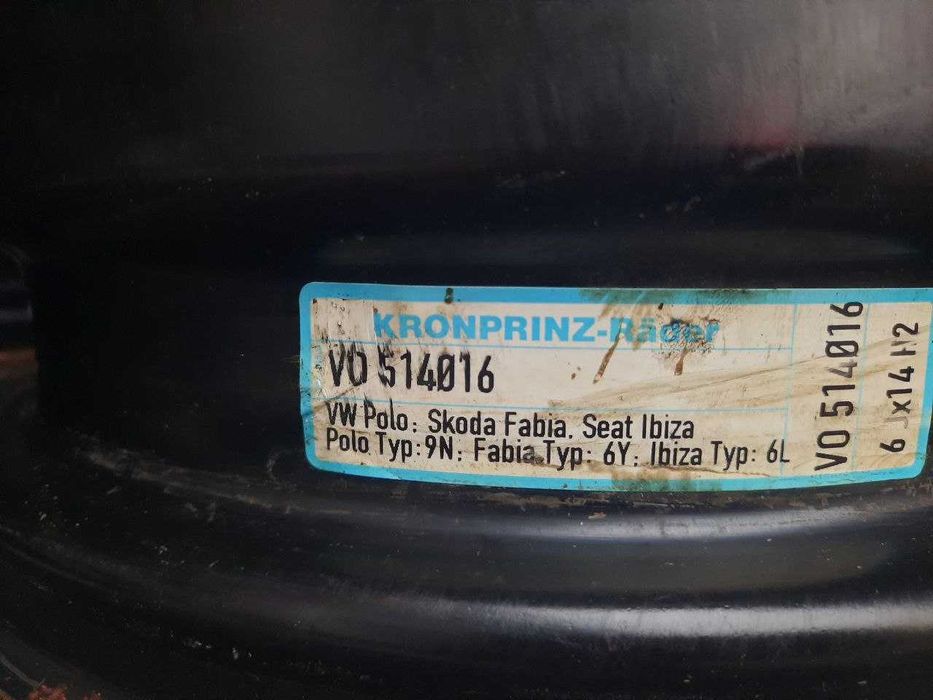 KRONPRINZ-Räder
VO 514016
VW Polo; Skoda Fabia. Seat Ibiza
Polo Typ:9N; Fabia Typ: 6Y; Ibiza Typ: 6L
VO 514016
6 Jx14 H2